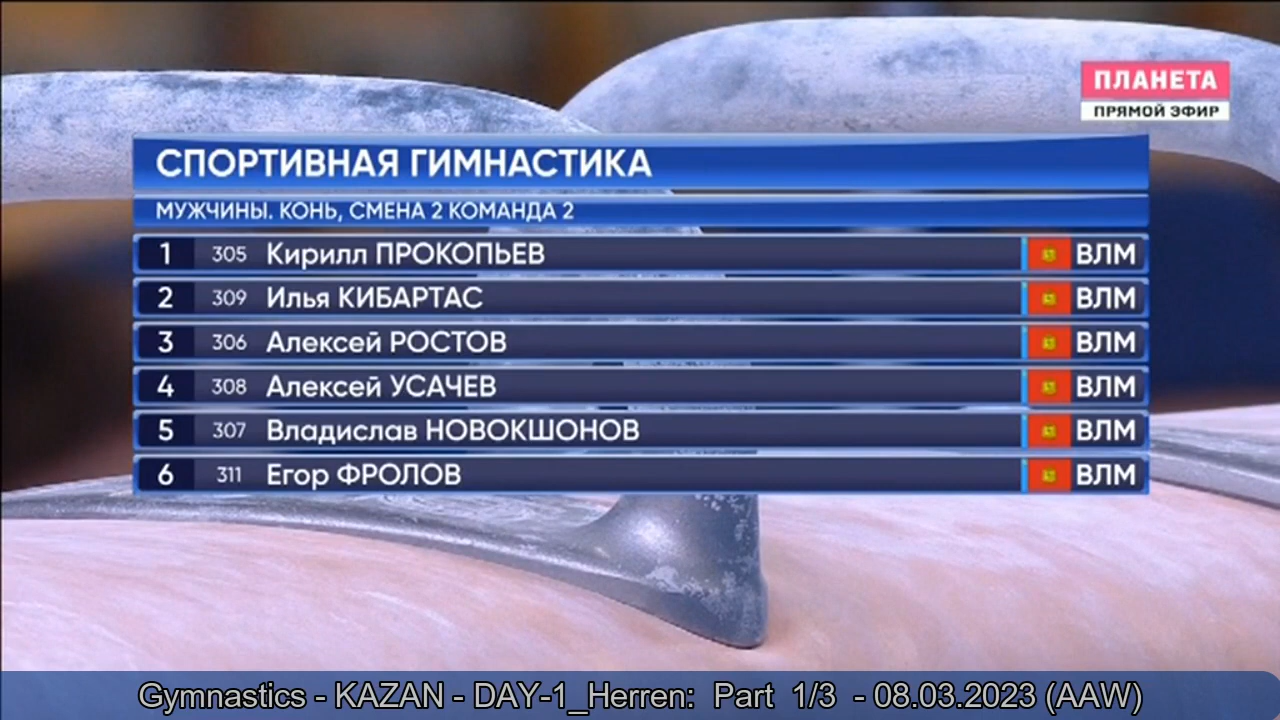 ПЛАНЕТА
ПРЯМОЙ ЭФИР
СПОРТИВНАЯ ГИМНАСТИКА
МУЖЧИНЫ. КОНЬ, СМЕНА 2 КОМАНДА 2
1 305 Кирилл ПРОКОПЬЕВ ВЛМ
2 309 Илья КИБАРТАС ВЛМ
3 306 Алексей РОСТОВ ВЛМ
4 308 Алексей УСАЧЕВ ВЛМ
5 307 Владислав НОВОКШОНОВ ВЛМ
6 311 Егор ФРОЛОВ ВЛМ
Gymnastics - KAZAN - DAY-1_Herren: Part 1/3 - 08.03.2023 (AAW)